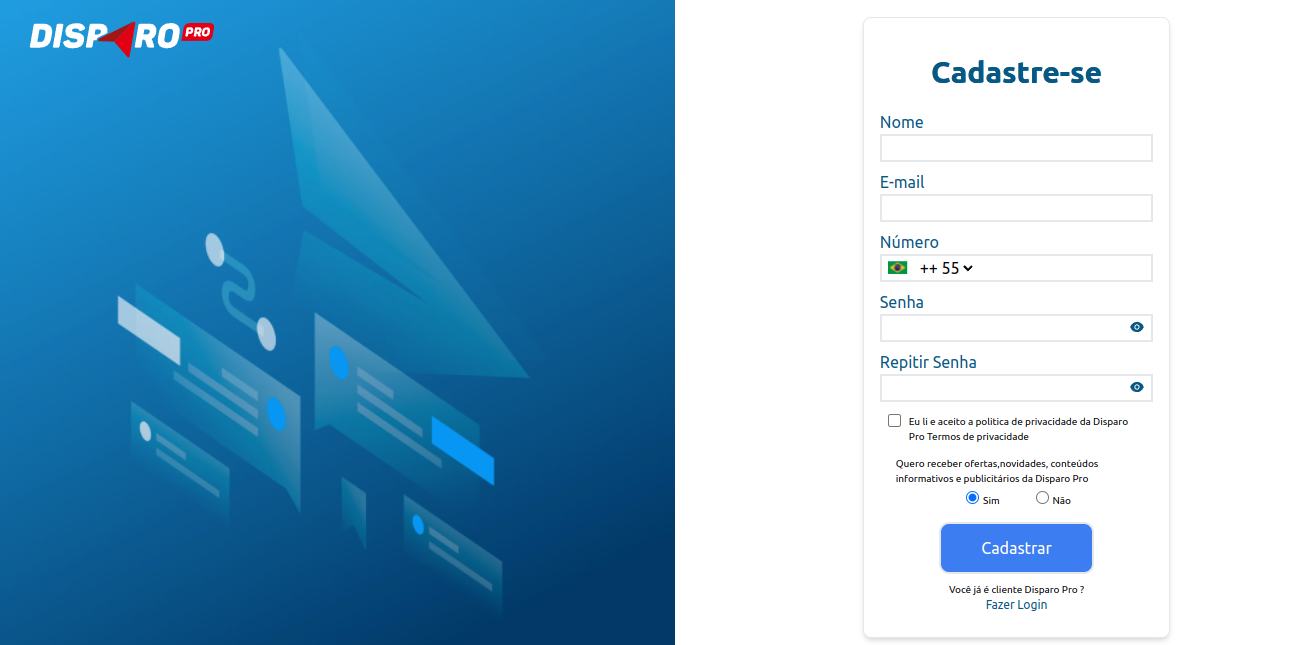 DISPARO PRO
Cadastre-se
Nome
E-mail
Número
++ 55
Senha
Repitir Senha
Eu li e aceito a politica de privacidade da Disparo
Pro Termos de privacidade
Quero receber ofertas,novidades, conteúdos
informativos e publicitários da Disparo Pro
Sim Não
Cadastrar
Você já é cliente Disparo Pro ?
Fazer Login